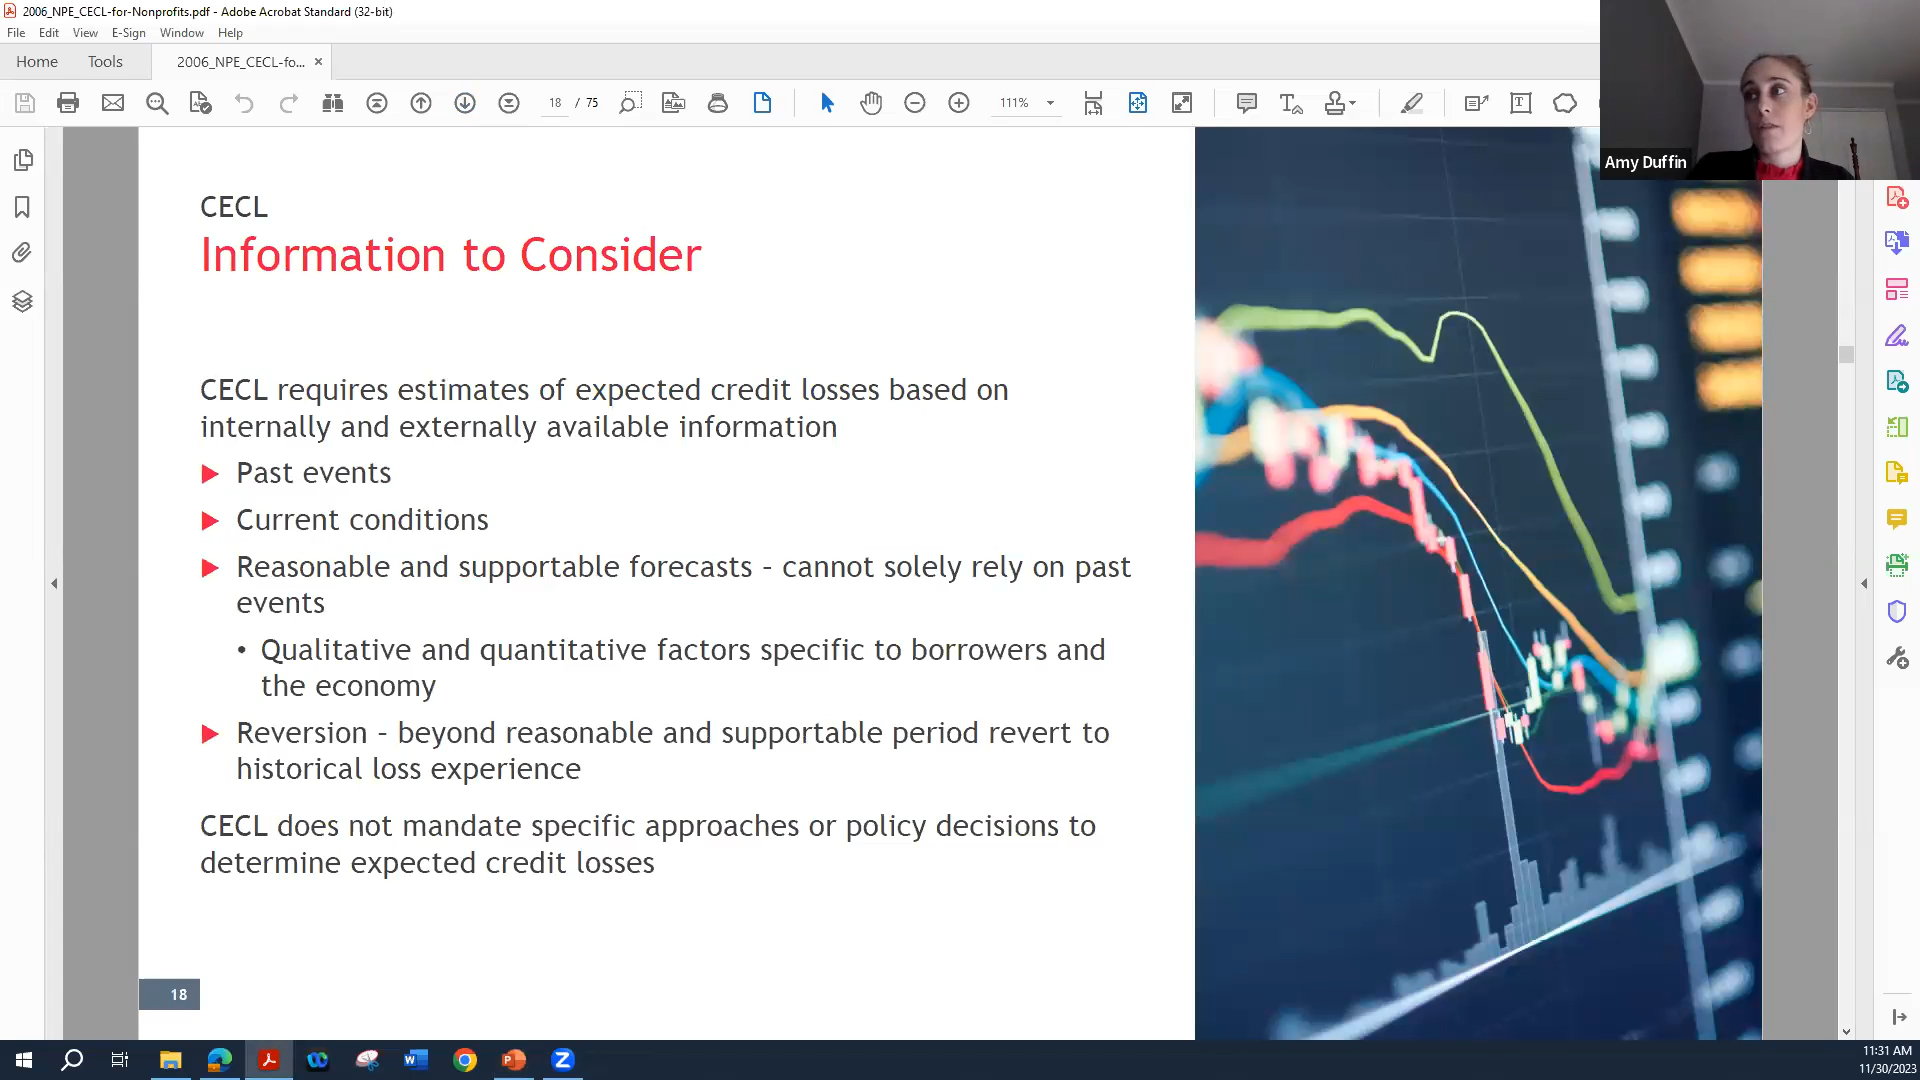 2006_NPE_CECL-for-Nonprofits.pdf - Adobe Acrobat Standard (32-bit)
File Edit View E-Sign Window Help
Home Tools 2006_NPE_CECL-fo... ×
18 / 75 111%
Amy Duffin
CECL
Information to Consider
CECL requires estimates of expected credit losses based on
internally and externally available information
Past events
Current conditions
Reasonable and supportable forecasts – cannot solely rely on past
events
• Qualitative and quantitative factors specific to borrowers and
the economy
Reversion – beyond reasonable and supportable period revert to
historical loss experience
CECL does not mandate specific approaches or policy decisions to
determine expected credit losses
18
11:31 AM
11/30/2023